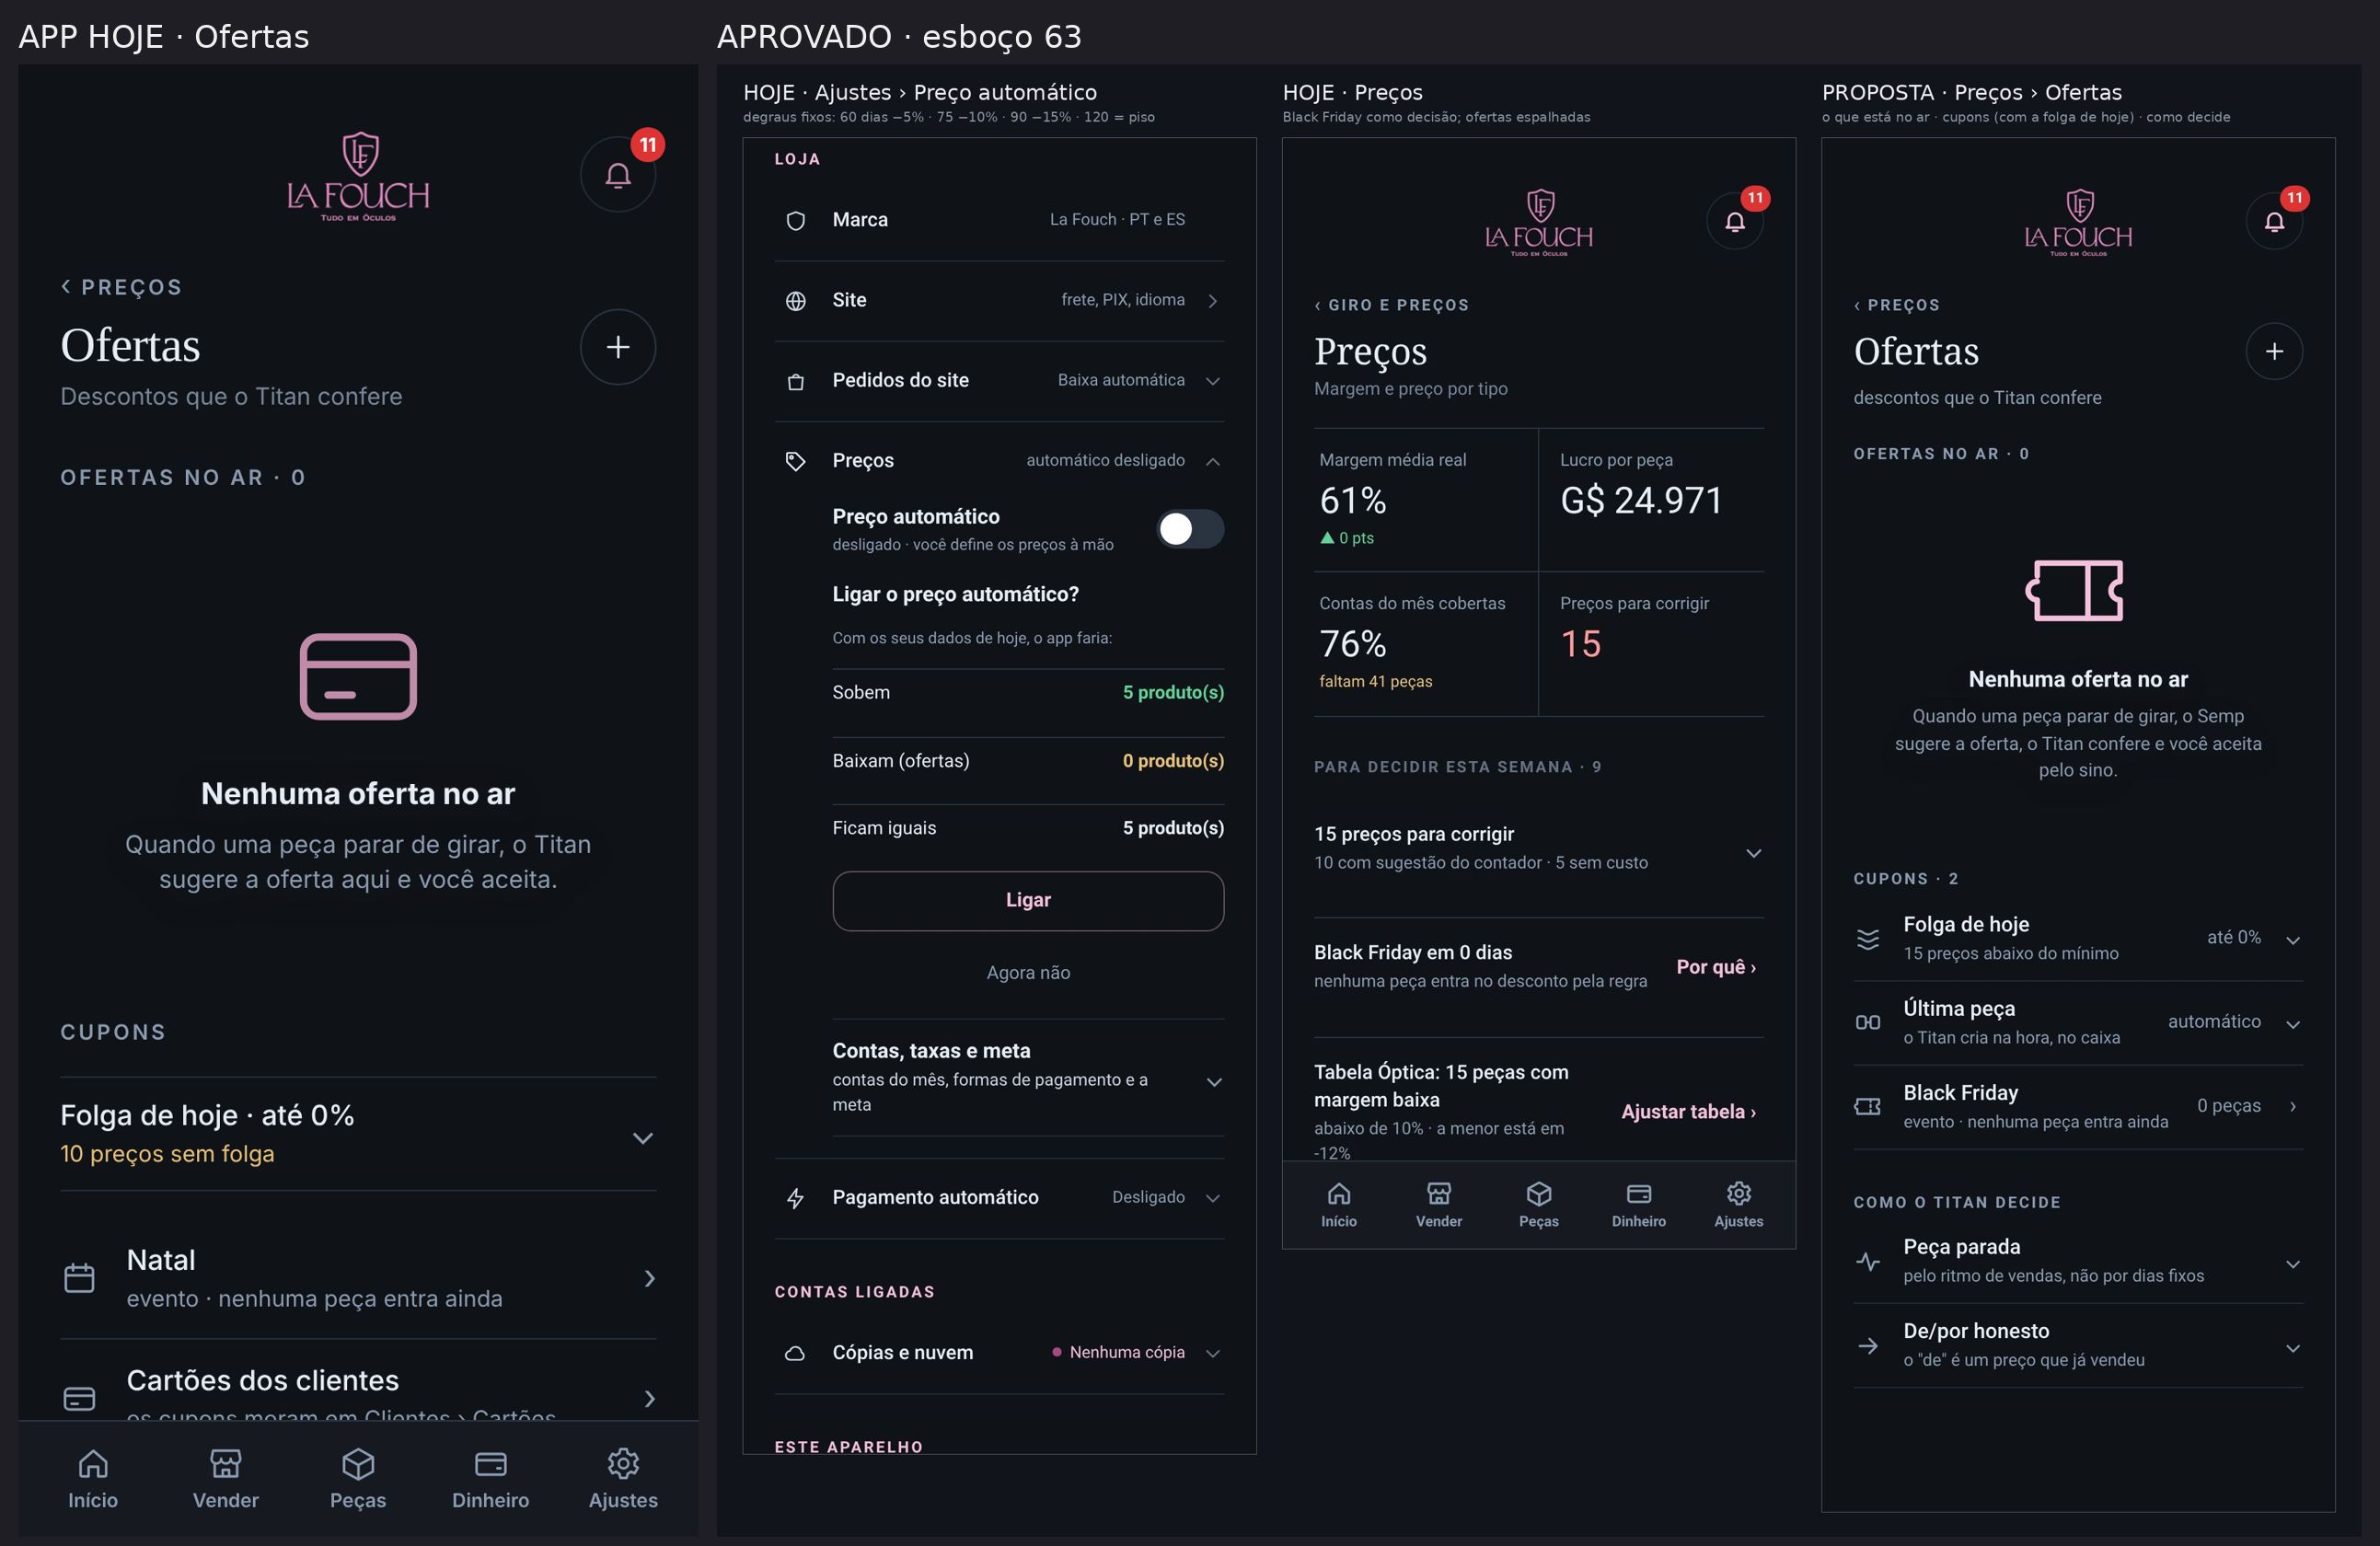 APP HOJE · Ofertas
LF
LA FOUCH
TUDO EM ÓCULOS
11
‹ PREÇOS
Ofertas
+
Descontos que o Titan confere
OFERTAS NO AR · 0
Nenhuma oferta no ar
Quando uma peça parar de girar, o Titan
sugere a oferta aqui e você aceita.
CUPONS
Folga de hoje · até 0%
10 preços sem folga
Natal
evento · nenhuma peça entra ainda
Cartões dos clientes
os cupons moram em Clientes › Cartões
Início
Vender
Peças
Dinheiro
Ajustes
APROVADO · esboço 63
HOJE · Ajustes › Preço automático
degraus fixos: 60 dias −5% · 75 −10% · 90 −15% · 120 = piso
LOJA
Marca
La Fouch · PT e ES
Site
frete, PIX, idioma
Pedidos do site
Baixa automática
Preços
automático desligado
Preço automático
desligado · você define os preços à mão
Ligar o preço automático?
Com os seus dados de hoje, o app faria:
Sobem
5 produto(s)
Baixam (ofertas)
0 produto(s)
Ficam iguais
5 produto(s)
Ligar
Agora não
Contas, taxas e meta
contas do mês, formas de pagamento e a
meta
Pagamento automático
Desligado
CONTAS LIGADAS
Cópias e nuvem
Nenhuma cópia
ESTE APARELHO
HOJE · Preços
Black Friday como decisão; ofertas espalhadas
LF
LA FOUCH
TUDO EM ÓCULOS
11
‹ GIRO E PREÇOS
Preços
Margem e preço por tipo
Margem média real
61%
▲ 0 pts
Lucro por peça
G$ 24.971
Contas do mês cobertas
76%
faltam 41 peças
Preços para corrigir
15
PARA DECIDIR ESTA SEMANA · 9
15 preços para corrigir
10 com sugestão do contador · 5 sem custo
Black Friday em 0 dias
nenhuma peça entra no desconto pela regra
Por quê ›
Tabela Óptica: 15 peças com
margem baixa
abaixo de 10% · a menor está em
-12%
Ajustar tabela ›
Início
Vender
Peças
Dinheiro
Ajustes
PROPOSTA · Preços › Ofertas
o que está no ar · cupons (com a folga de hoje) · como decide
LF
LA FOUCH
TUDO EM ÓCULOS
11
‹ PREÇOS
Ofertas
+
descontos que o Titan confere
OFERTAS NO AR · 0
Nenhuma oferta no ar
Quando uma peça parar de girar, o Semp
sugere a oferta, o Titan confere e você aceita
pelo sino.
CUPONS · 2
Folga de hoje
15 preços abaixo do mínimo
até 0%
Última peça
o Titan cria na hora, no caixa
automático
Black Friday
evento · nenhuma peça entra ainda
0 peças
COMO O TITAN DECIDE
Peça parada
pelo ritmo de vendas, não por dias fixos
De/por honesto
o "de" é um preço que já vendeu